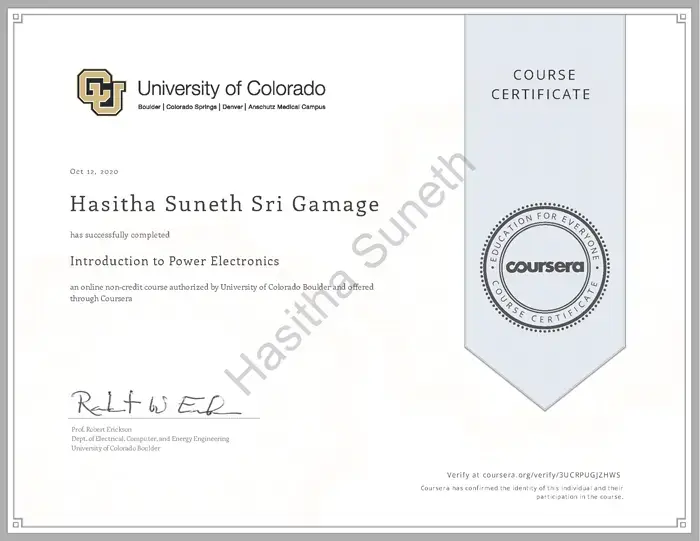 CU
University of Colorado
Boulder | Colorado Springs | Denver | Anschutz Medical Campus
COURSE
CERTIFICATE
Oct 12, 2020
Hasitha Suneth Sri Gamage
has successfully completed
Introduction to Power Electronics
an online non-credit course authorized by University of Colorado Boulder and offered
through Coursera
EDUCATION FOR EVERYONE
coursera
COURSE CERTIFICATE
Hasitha Suneth
Prof. Robert Erickson
Dept. of Electrical, Computer, and Energy Engineering
University of Colorado Boulder
Verify at coursera.org/verify/3UCRPUGJZHWS
Coursera has confirmed the identity of this individual and their
participation in the course.